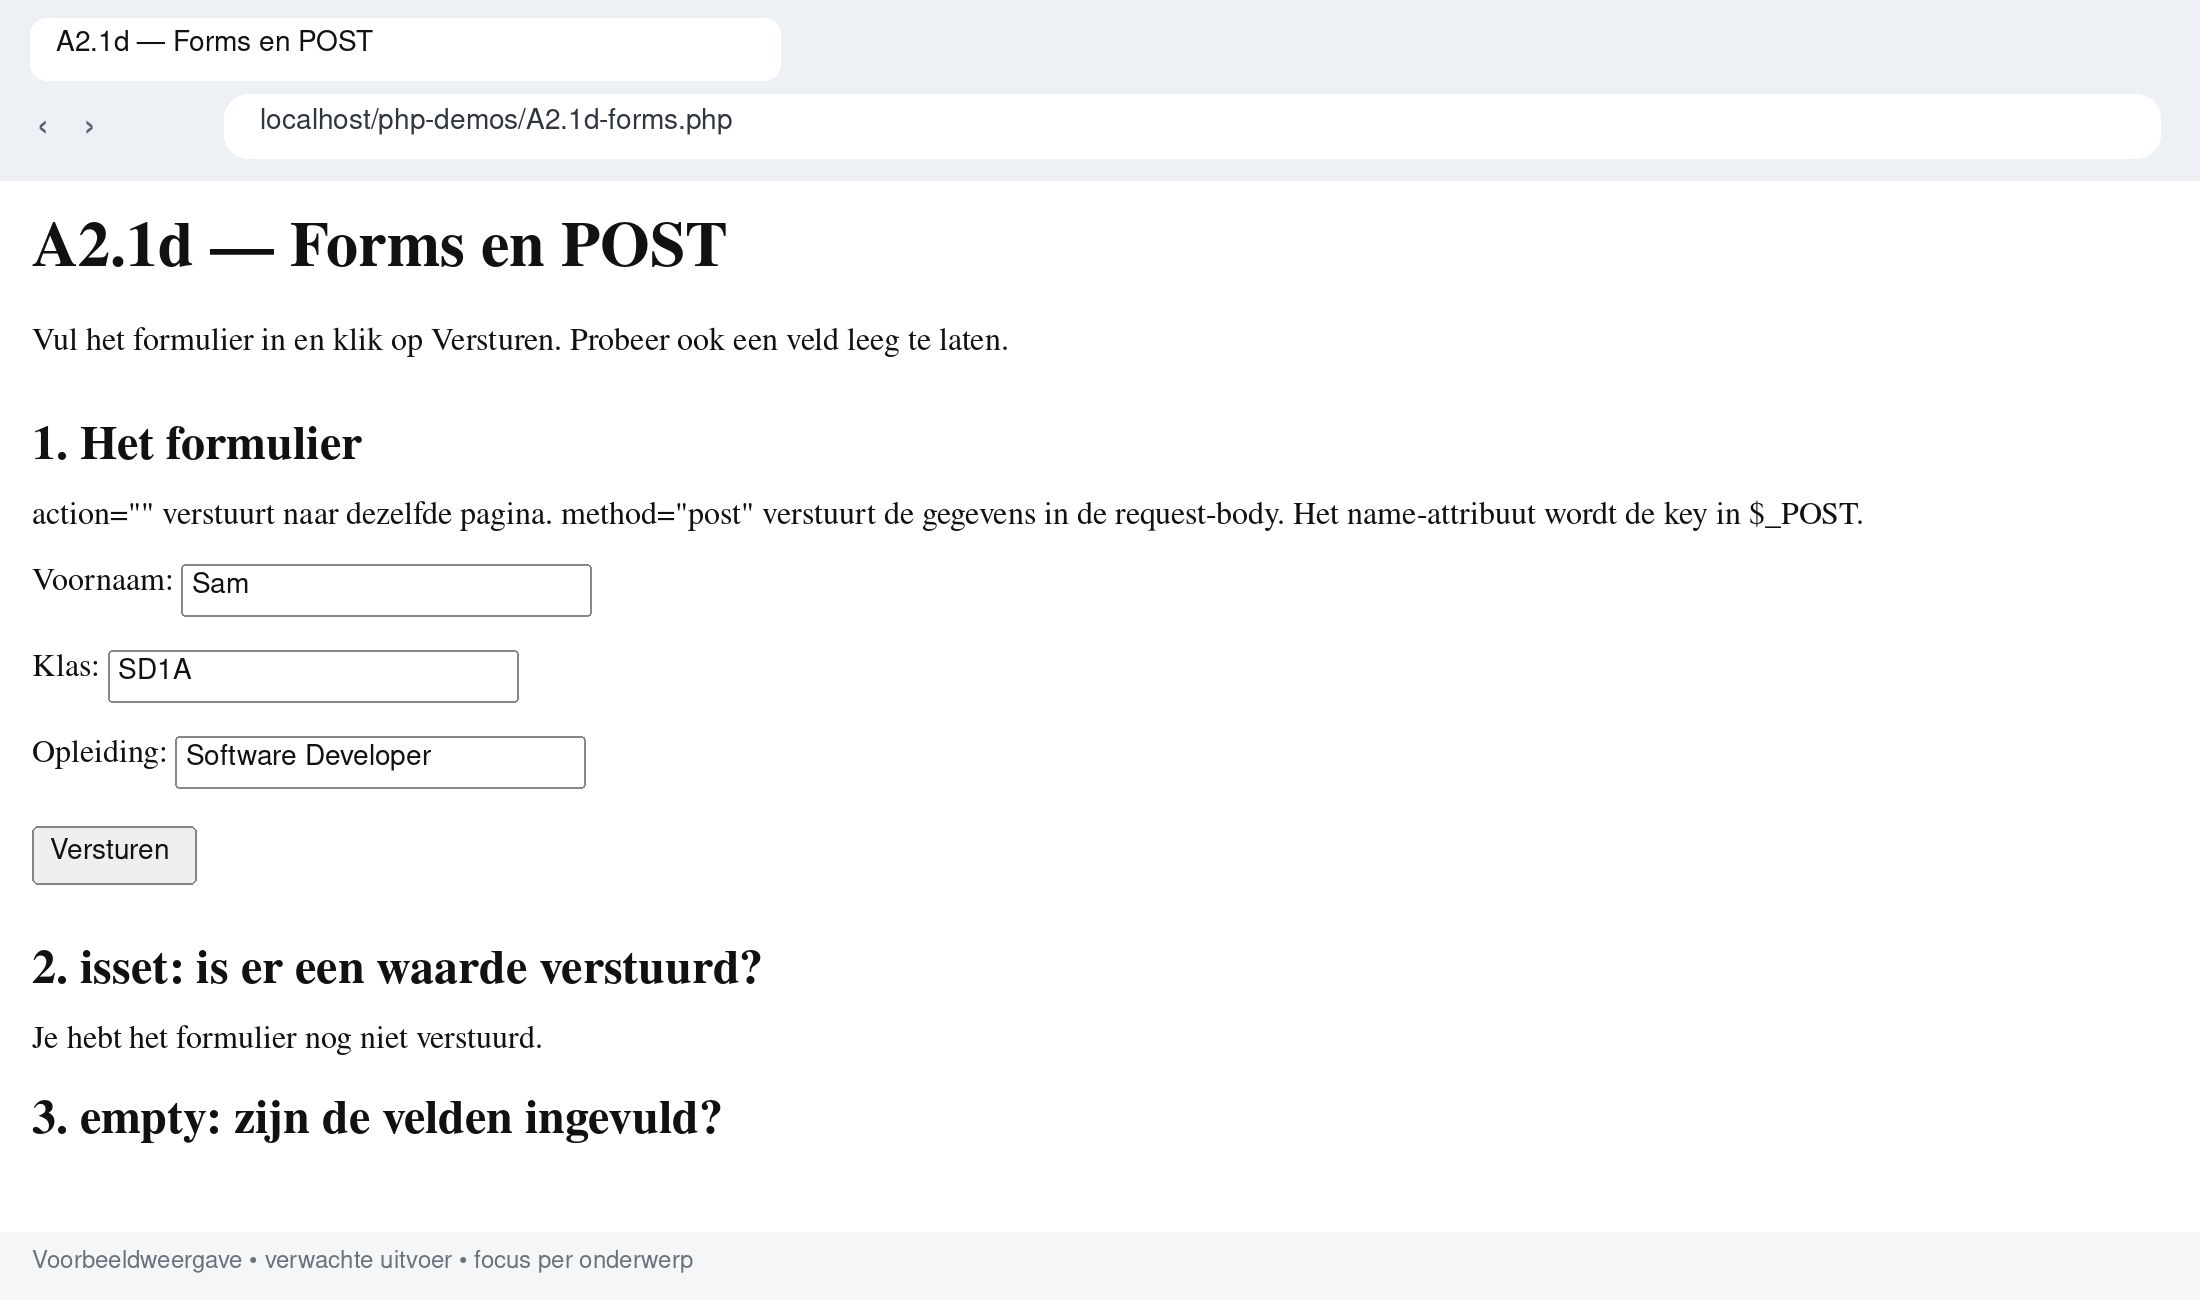 A2.1d — Forms en POST
‹ ›
localhost/php-demos/A2.1d-forms.php
A2.1d — Forms en POST
Vul het formulier in en klik op Versturen. Probeer ook een veld leeg te laten.
1. Het formulier
action="" verstuurt naar dezelfde pagina. method="post" verstuurt de gegevens in de request-body. Het name-attribuut wordt de key in $_POST.
Voornaam: Sam
Klas: SD1A
Opleiding: Software Developer
Versturen
2. isset: is er een waarde verstuurd?
Je hebt het formulier nog niet verstuurd.
3. empty: zijn de velden ingevuld?
Voorbeeldweergave • verwachte uitvoer • focus per onderwerp